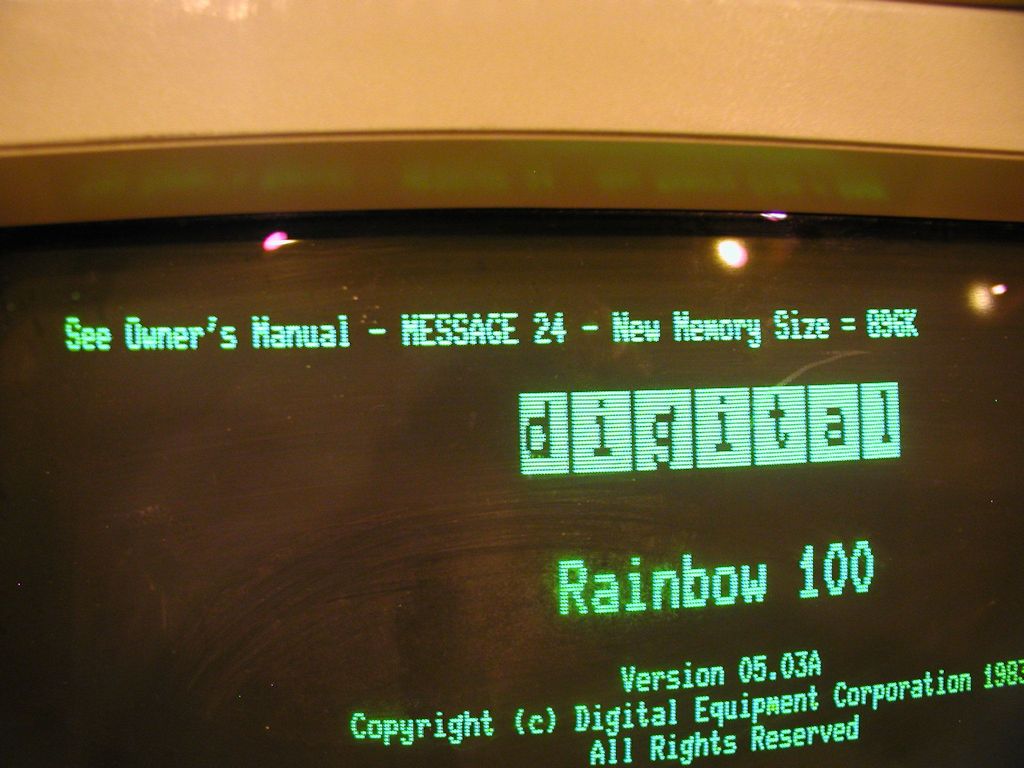 See Owner's Manual - MESSAGE 24 - New Memory Size = 896K
digital
Rainbow 100
Version 05.03A
Copyright (c) Digital Equipment Corporation 1983
All Rights Reserved